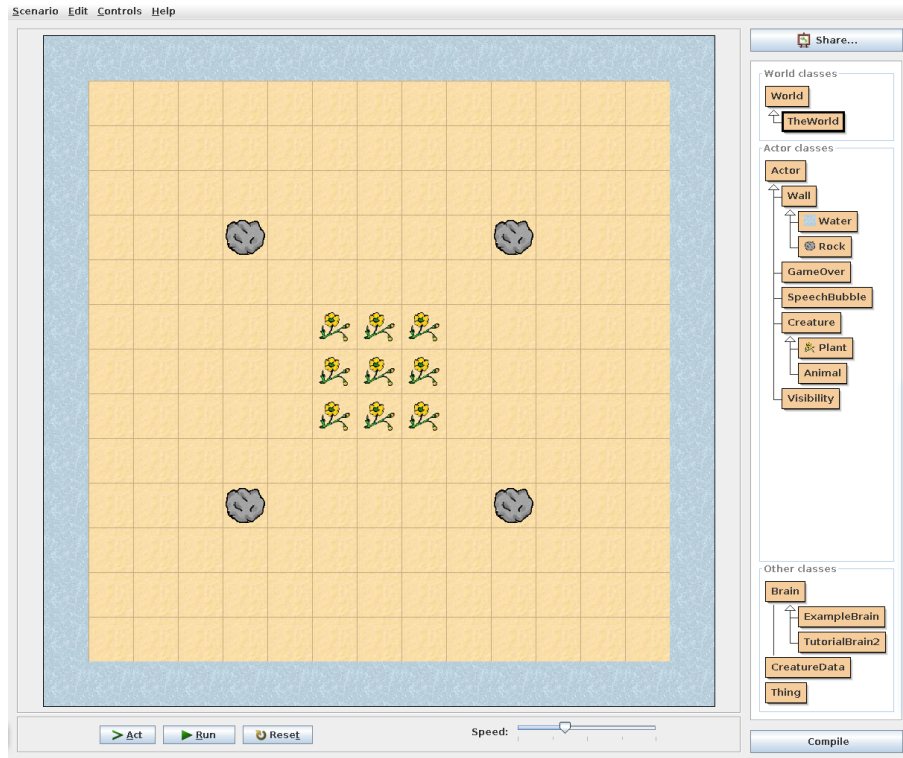 Scenario Edit Controls Help
Share...
World classes
World
TheWorld
Actor classes
Actor
Wall
Water
Rock
GameOver
SpeechBubble
Creature
Plant
Animal
Visibility
Other classes
Brain
ExampleBrain
TutorialBrain2
CreatureData
Thing
> Act Run Reset Speed:
Compile